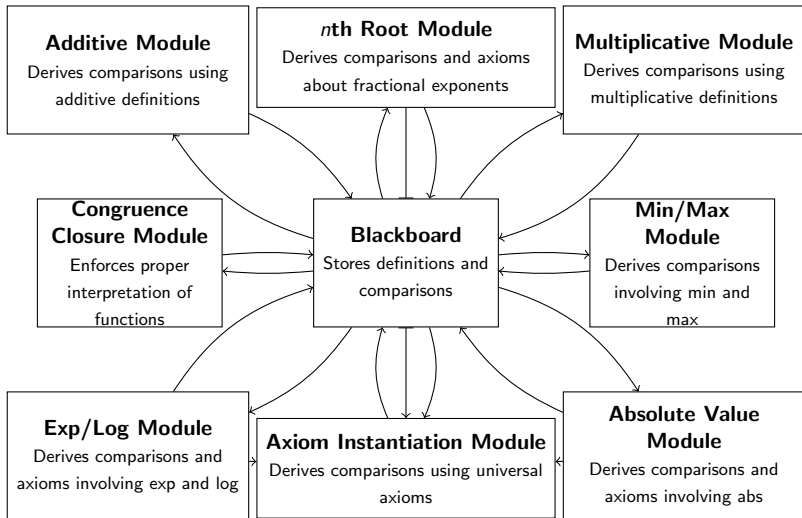 Additive Module
Derives comparisons using
additive definitions
nth Root Module
Derives comparisons and axioms
about fractional exponents
Multiplicative Module
Derives comparisons using
multiplicative definitions
Congruence
Closure Module
Enforces proper
interpretation of
functions
Blackboard
Stores definitions and
comparisons
Min/Max
Module
Derives comparisons
involving min and
max
Exp/Log Module
Derives comparisons and
axioms involving exp and log
Axiom Instantiation Module
Derives comparisons using universal
axioms
Absolute Value
Module
Derives comparisons and
axioms involving abs